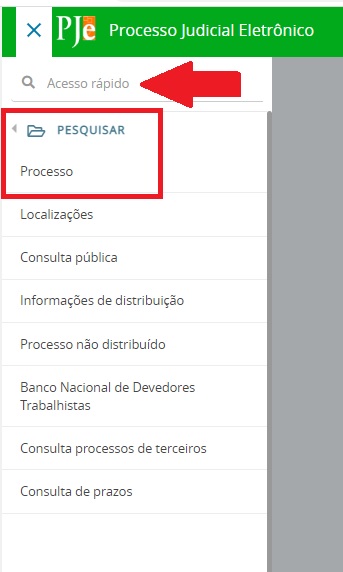 PJe Processo Judicial Eletrônico
Acesso rápido
PESQUISAR
Processo
Localizações
Consulta pública
Informações de distribuição
Processo não distribuído
Banco Nacional de Devedores
Trabalhistas
Consulta processos de terceiros
Consulta de prazos